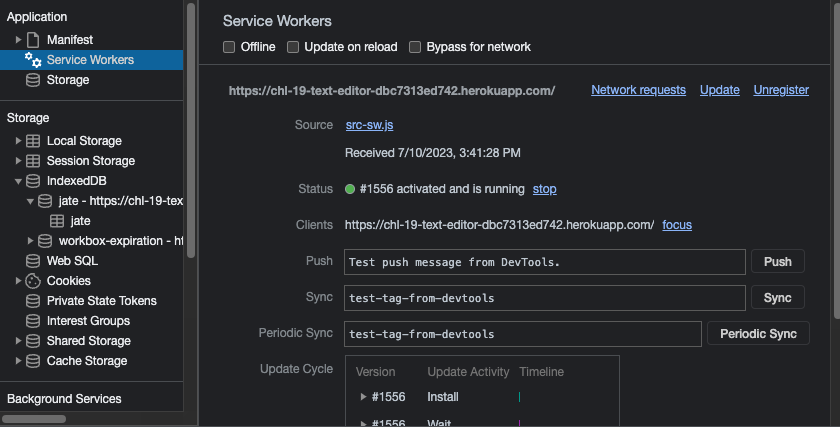 Application
Manifest
Service Workers
Storage
Storage
Local Storage
Session Storage
IndexedDB
jate - https://chl-19-tex
jate
workbox-expiration - ht
Web SQL
Cookies
Private State Tokens
Interest Groups
Shared Storage
Cache Storage
Background Services
Service Workers
Offline Update on reload Bypass for network
https://chl-19-text-editor-dbc7313ed742.herokuapp.com/ Network requests Update Unregister
Source src-sw.js
Received 7/10/2023, 3:41:28 PM
Status #1556 activated and is running stop
Clients https://chl-19-text-editor-dbc7313ed742.herokuapp.com/ focus
Push Test push message from DevTools. Push
Sync test-tag-from-devtools Sync
Periodic Sync test-tag-from-devtools Periodic Sync
Update Cycle Version Update Activity Timeline
#1556 Install
#1556 Wait